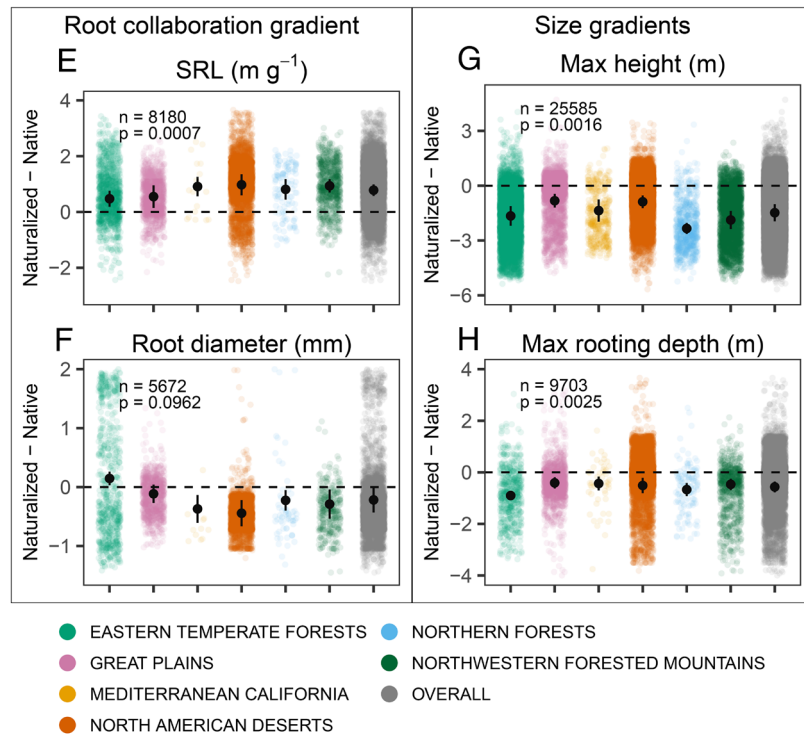 Root collaboration gradient
E
SRL (m g⁻¹)
n = 8180
p = 0.0007
4
2
0
−2
Naturalized − Native
F
Root diameter (mm)
n = 5672
p = 0.0962
2
1
0
−1
Naturalized − Native
Size gradients
G
Max height (m)
n = 25585
p = 0.0016
3
0
−3
−6
Naturalized − Native
H
Max rooting depth (m)
n = 9703
p = 0.0025
4
2
0
−2
−4
Naturalized − Native
EASTERN TEMPERATE FORESTS
GREAT PLAINS
MEDITERRANEAN CALIFORNIA
NORTH AMERICAN DESERTS
NORTHERN FORESTS
NORTHWESTERN FORESTED MOUNTAINS
OVERALL